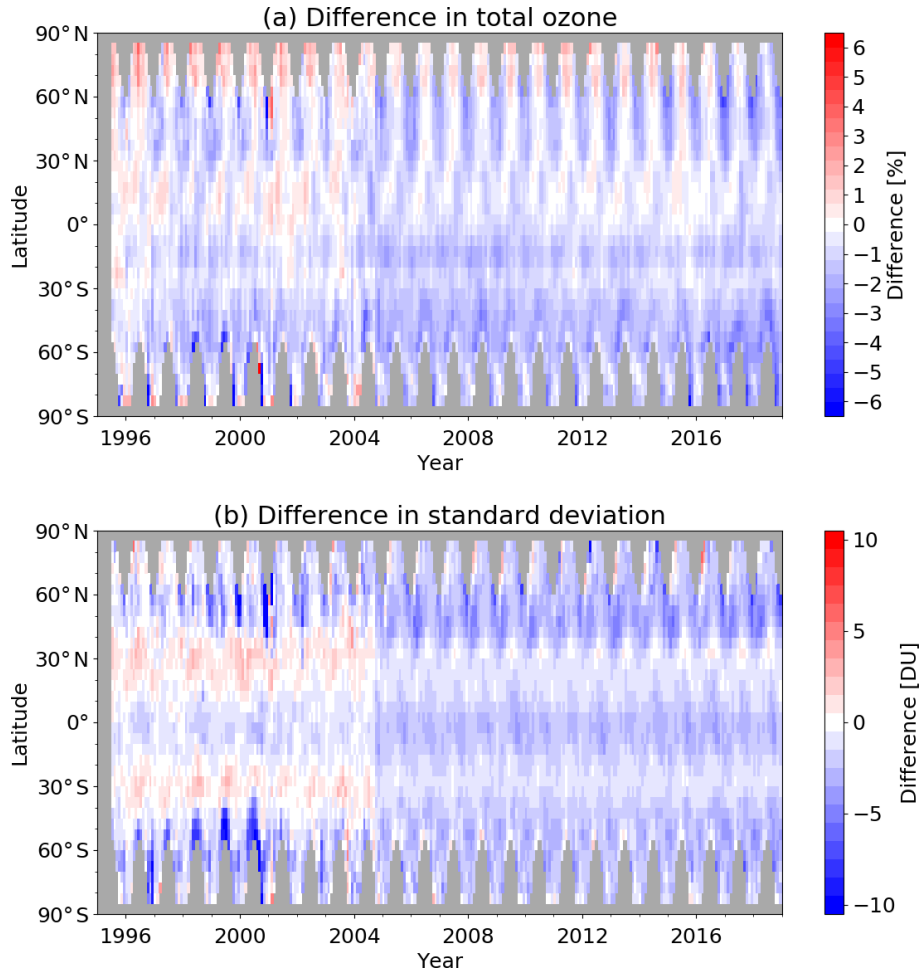 (a) Difference in total ozone
90°N
60°N
30°N
0°
30°S
60°S
90°S
Latitude
1996 2000 2004 2008 2012 2016
Year
6
5
4
3
2
1
0
−1
−2
−3
−4
−5
−6
Difference [%]
(b) Difference in standard deviation
90°N
60°N
30°N
0°
30°S
60°S
90°S
Latitude
1996 2000 2004 2008 2012 2016
Year
10
5
0
−5
−10
Difference [DU]